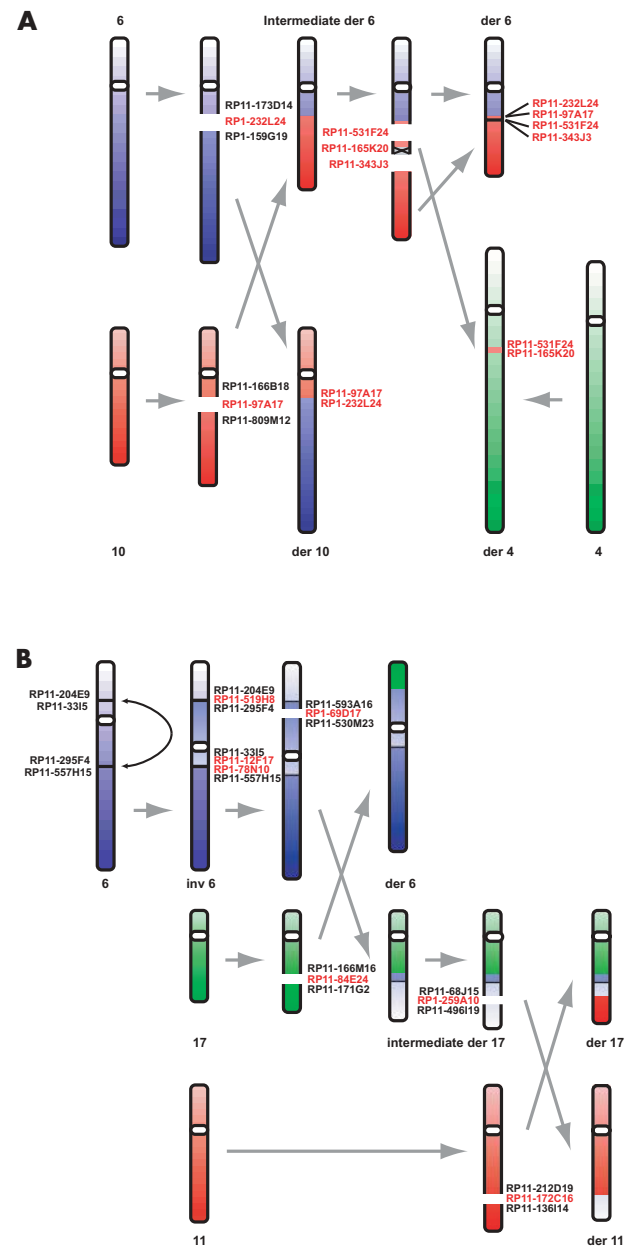 A
6
Intermediate der 6
der 6
RP11-173D14
RP1-232L24
RP1-159G19
RP11-531F24
RP11-165K20
RP11-343J3
RP11-232L24
RP11-97A17
RP11-531F24
RP11-343J3
RP11-166B18
RP11-97A17
RP11-809M12
RP11-97A17
RP1-232L24
RP11-531F24
RP11-165K20
10
der 10
der 4
4
B
RP11-204E9
RP11-33I5
RP11-295F4
RP11-557H15
RP11-204E9
RP11-519H8
RP11-295F4
RP11-33I5
RP11-12F17
RP1-78N10
RP11-557H15
RP11-593A16
RP1-69D17
RP11-530M23
6
inv 6
der 6
RP11-166M16
RP11-84E24
RP11-171G2
RP11-68J15
RP1-259A10
RP11-496I19
17
intermediate der 17
der 17
RP11-212D19
RP11-172C16
RP11-136I14
11
der 11